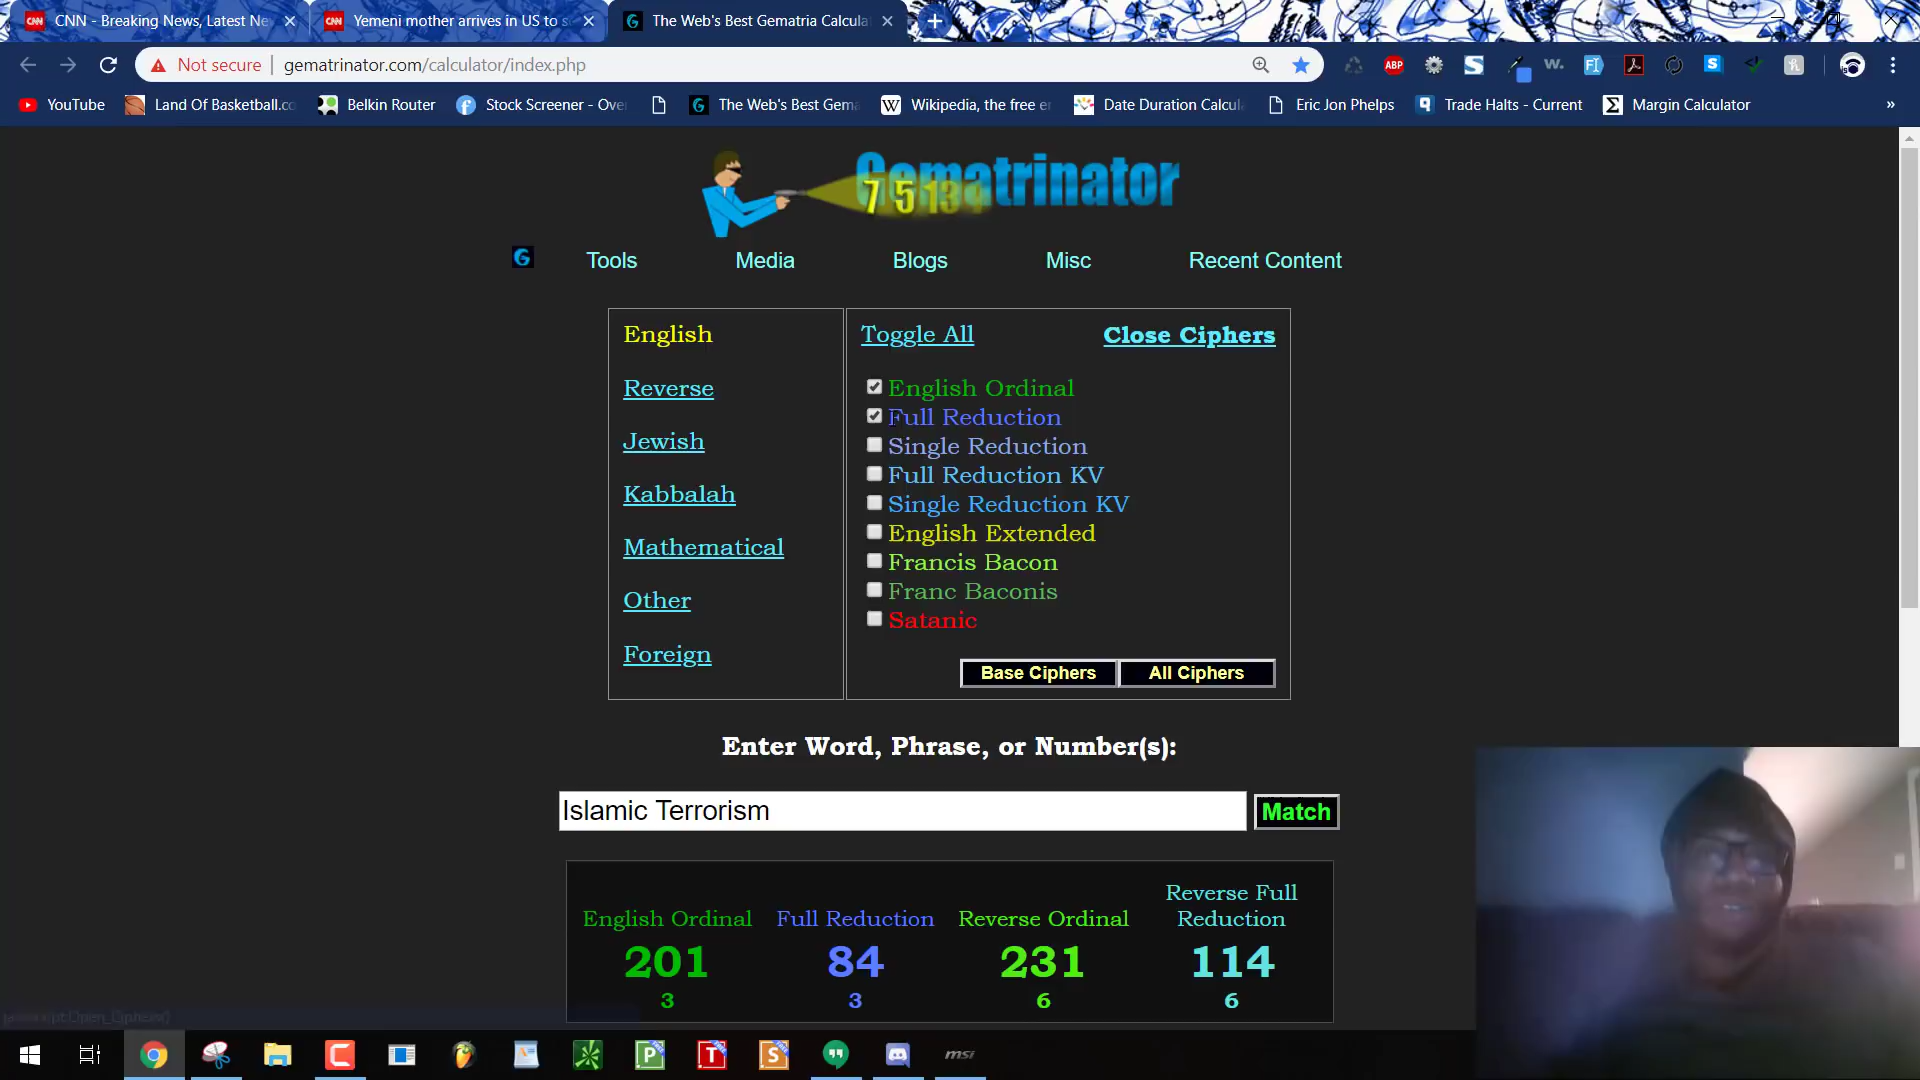 CNN - Breaking News, Latest Ne
Yemeni mother arrives in US to s
The Web's Best Gematria Calcula
Not secure
gematrinator.com/calculator/index.php
ABP
YouTube
Land Of Basketball.co
Belkin Router
Stock Screener - Over
The Web's Best Gema
Wikipedia, the free e
Date Duration Calcul
Eric Jon Phelps
Trade Halts - Current
Margin Calculator
»
Gematrinator
7 5 13
Tools
Media
Blogs
Misc
Recent Content
English
Reverse
Jewish
Kabbalah
Mathematical
Other
Foreign
Toggle All
Close Ciphers
English Ordinal
Full Reduction
Single Reduction
Full Reduction KV
Single Reduction KV
English Extended
Francis Bacon
Franc Baconis
Satanic
Base Ciphers
All Ciphers
Enter Word, Phrase, or Number(s):
Islamic Terrorism
Match
English Ordinal
201
3
Full Reduction
84
3
Reverse Ordinal
231
6
Reverse Full
Reduction
114
6
msi